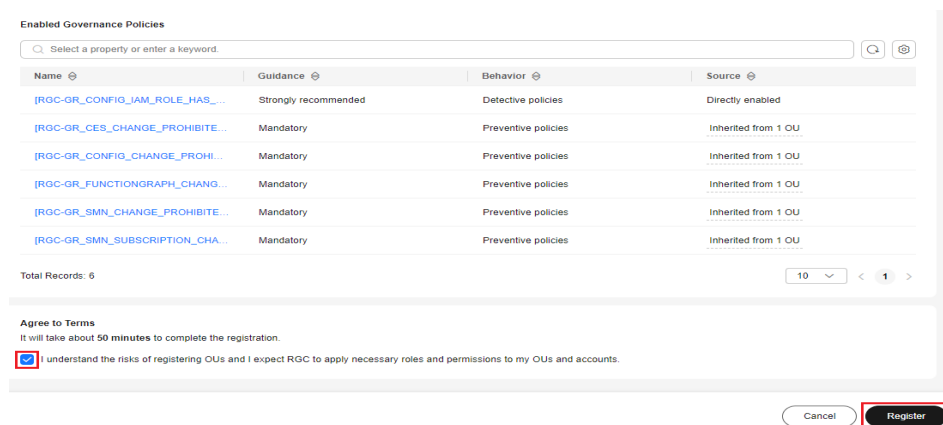 Enabled Governance Policies
Select a property or enter a keyword.
Name Guidance Behavior Source
[RGC-GR_CONFIG_IAM_ROLE_HAS_... Strongly recommended Detective policies Directly enabled
[RGC-GR_CES_CHANGE_PROHIBITE... Mandatory Preventive policies Inherited from 1 OU
[RGC-GR_CONFIG_CHANGE_PROHI... Mandatory Preventive policies Inherited from 1 OU
[RGC-GR_FUNCTIONGRAPH_CHANG... Mandatory Preventive policies Inherited from 1 OU
[RGC-GR_SMN_CHANGE_PROHIBITE... Mandatory Preventive policies Inherited from 1 OU
[RGC-GR_SMN_SUBSCRIPTION_CHA... Mandatory Preventive policies Inherited from 1 OU
Total Records: 6 10 < 1 >
Agree to Terms
It will take about 50 minutes to complete the registration.
I understand the risks of registering OUs and I expect RGC to apply necessary roles and permissions to my OUs and accounts.
Cancel Register